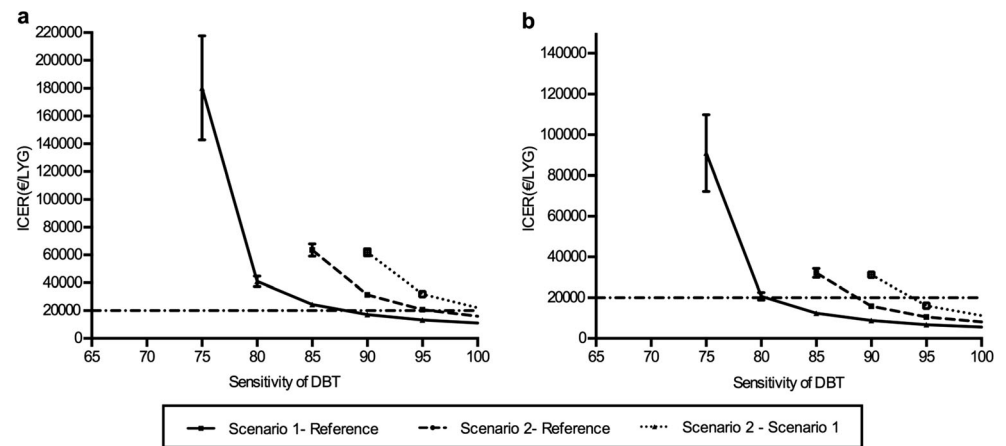 a
220000
200000
180000
160000
140000
120000
100000
80000
60000
40000
20000
0
ICER(€/LYG)
65 70 75 80 85 90 95 100
Sensitivity of DBT
b
140000
120000
100000
80000
60000
40000
20000
0
ICER(€/LYG)
65 70 75 80 85 90 95 100
Sensitivity of DBT
Scenario 1- Reference Scenario 2- Reference Scenario 2 - Scenario 1